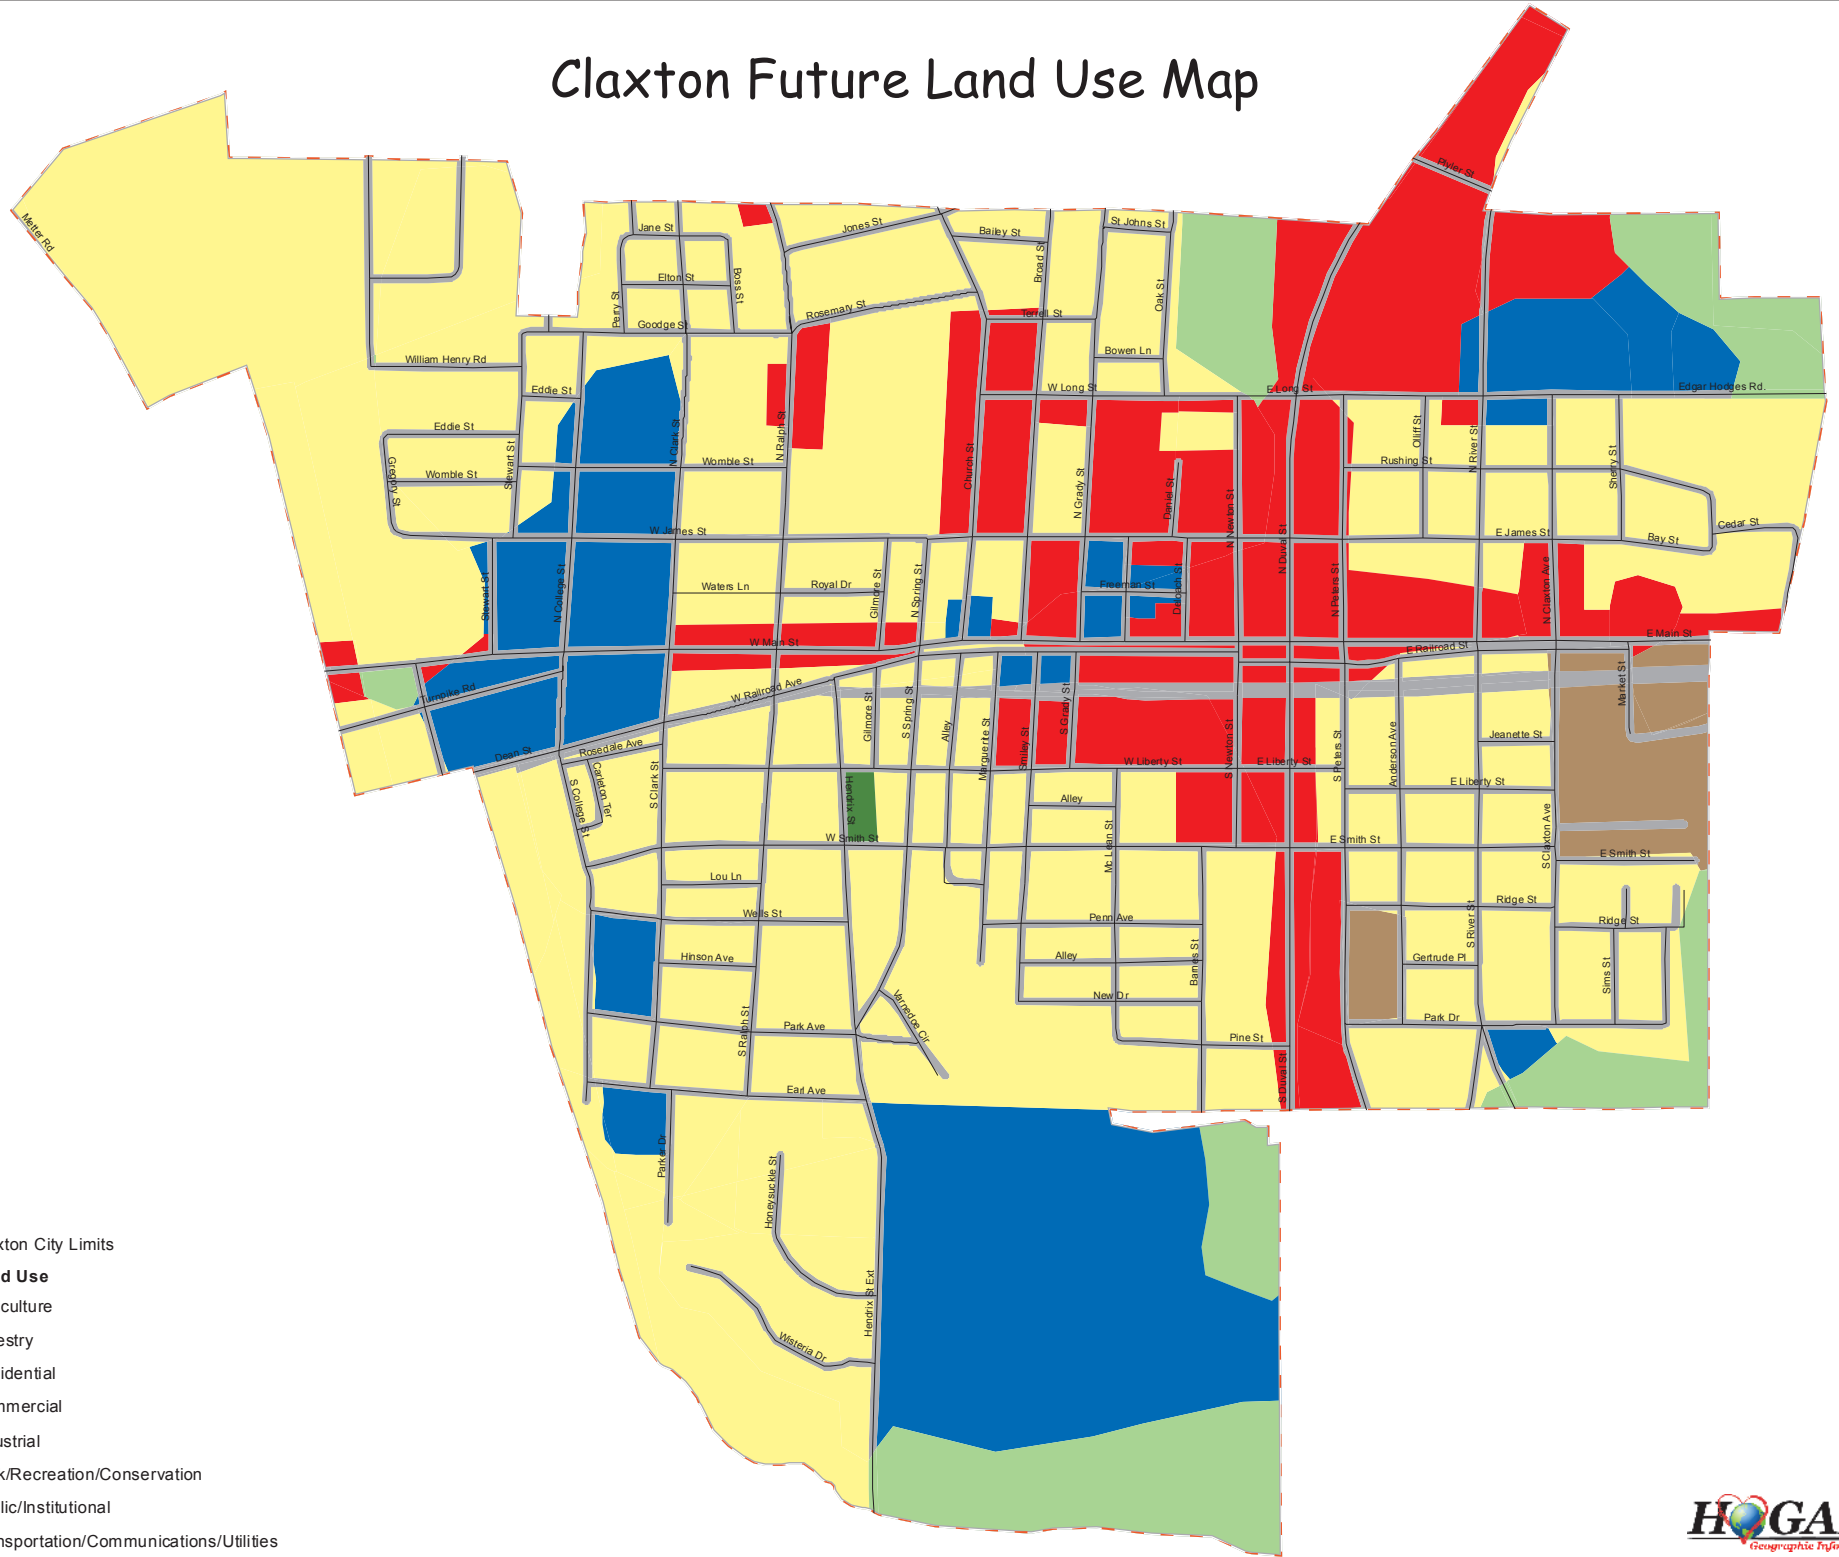 Claxton Future Land Use Map
Plyler St
Metter Rd
Jane St
Jones St
Bailey St
St Johns St
Broad St
Elton St
Boss St
Perry St
Oak St
Rosemary St
Terrell St
Goodge St
Bowen Ln
William Henry Rd
Eddie St
W Long St
E Long St
Edgar Hodges Rd.
Eddie St
N Clark St
N Ralph St
Olliff St
N River St
Womble St
Stewart St
Gregory St
Womble St
Church St
N Grady St
Daniel St
N Newton St
Rushing St
Sherry St
W James St
N Duval St
E James St
Bay St
Cedar St
Stewart St
N College St
Waters Ln
Royal Dr
Gilmore St
N Spring St
Freeman St
Deloach St
N Peters St
N Claxton Ave
W Main St
E Main St
E Railroad St
Turnpike Rd
W Railroad Ave
Gilmore St
S Spring St
Alley
Marguerite St
Smiley St
S Grady St
Market St
Dean St
Rosedale Ave
S Newton St
S Peters St
Anderson Ave
Jeanette St
W Liberty St
E Liberty St
E Liberty St
S College St
Carleton Ter
S Clark St
Hendrix St
Alley
Mc Lean St
W Smith St
E Smith St
S Claxton Ave
E Smith St
Lou Ln
Wells St
Penn Ave
Ridge St
Ridge St
S River St
Hinson Ave
Alley
Barnes St
Gertrude Pl
Sims St
New Dr
Varnedoe Cir
S Ralph St
Park Ave
Pine St
Park Dr
Earl Ave
S Duval St
Parker Dr
Honeysuckle St
Hendrix St Ext
Wisteria Dr
xton City Limits
d Use
culture
estry
idential
mmercial
ustrial
k/Recreation/Conservation
lic/Institutional
nsportation/Communications/Utilities
HOGA
Geographic Info